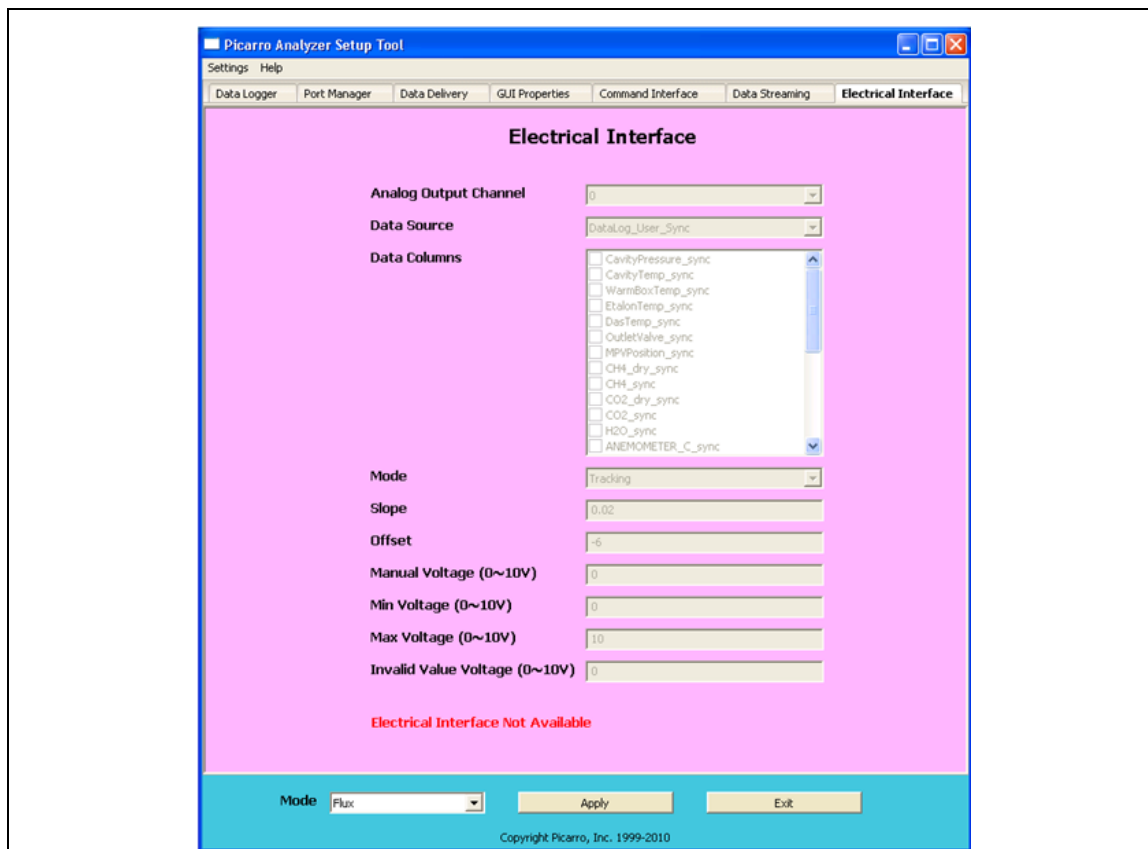 Picarro Analyzer Setup Tool
Settings Help
Data Logger Port Manager Data Delivery GUI Properties Command Interface Data Streaming Electrical Interface
Electrical Interface
Analog Output Channel 0
Data Source DataLog_User_Sync
Data Columns CavityPressure_sync
CavityTemp_sync
WarmBoxTemp_sync
EtalonTemp_sync
DasTemp_sync
OutletValve_sync
MPVPosition_sync
CH4_dry_sync
CH4_sync
CO2_dry_sync
CO2_sync
H2O_sync
ANEMOMETER_C_sync
Mode Tracking
Slope 0.02
Offset -6
Manual Voltage (0~10V) 0
Min Voltage (0~10V) 0
Max Voltage (0~10V) 10
Invalid Value Voltage (0~10V) 0
Electrical Interface Not Available
Mode Flux Apply Exit
Copyright Picarro, Inc. 1999-2010